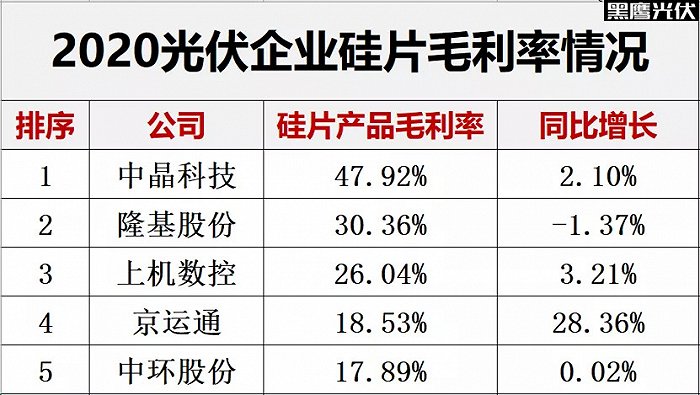 黑鹰光伏
2020光伏企业硅片毛利率情况
排序 公司 硅片产品毛利率 同比增长
1 中晶科技 47.92% 2.10%
2 隆基股份 30.36% -1.37%
3 上机数控 26.04% 3.21%
4 京运通 18.53% 28.36%
5 中环股份 17.89% 0.02%